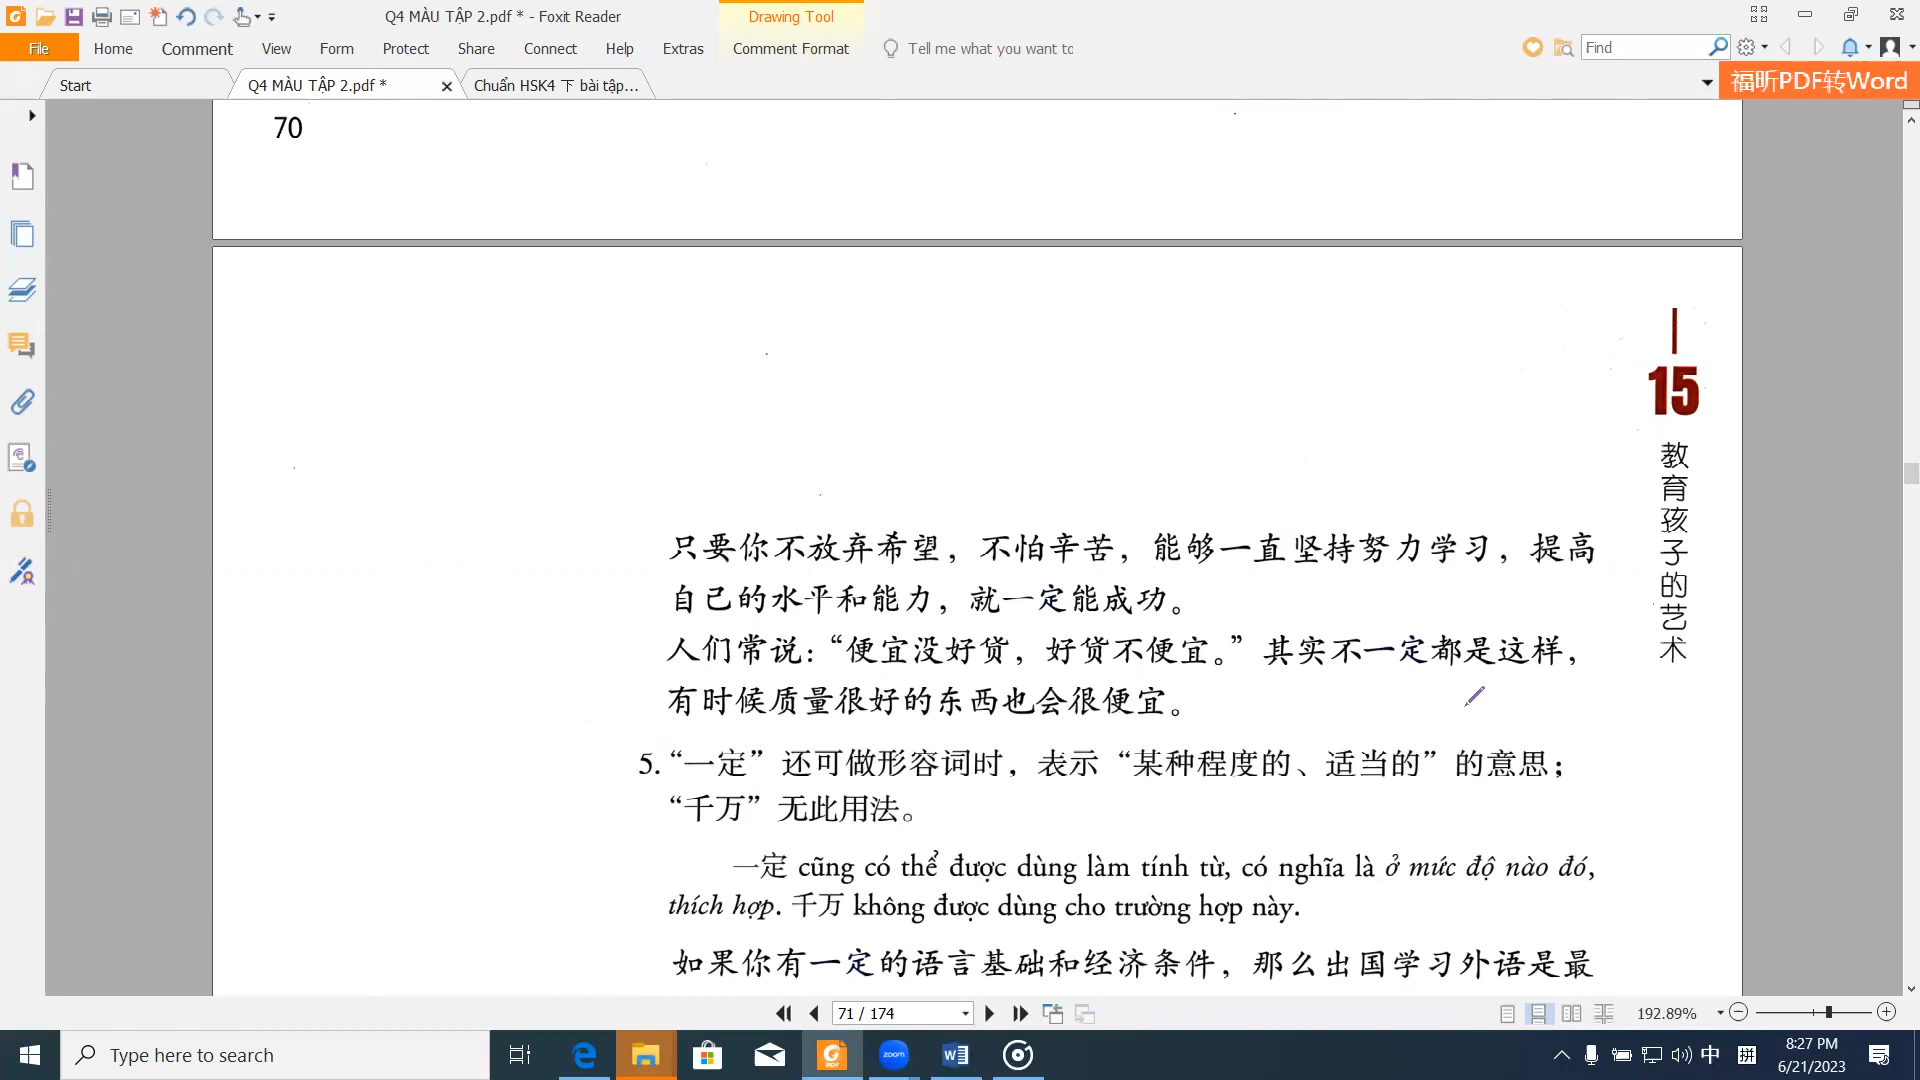 Q4 MÀU TẬP 2.pdf * - Foxit Reader
Drawing Tool
File
Home
Comment
View
Form
Protect
Share
Connect
Help
Extras
Comment Format
Tell me what you want to
Find
Start
Q4 MÀU TẬP 2.pdf *
Chuẩn HSK4 下 bài tập...
福昕PDF转Word
70
15
教育孩子的艺术
只要你不放弃希望，不怕辛苦，能够一直坚持努力学习，提高
自己的水平和能力，就一定能成功。
人们常说：“便宜没好货，好货不便宜。”其实不一定都是这样，
有时候质量很好的东西也会很便宜。
5. “一定”还可做形容词时，表示“某种程度的、适当的”的意思；
“千万”无此用法。
一定 cũng có thể được dùng làm tính từ, có nghĩa là ở mức độ nào đó,
thích hợp. 千万 không được dùng cho trường hợp này.
如果你有一定的语言基础和经济条件，那么出国学习外语是最
71 / 174
192.89%
Type here to search
zoom
中
拼
8:27 PM
6/21/2023